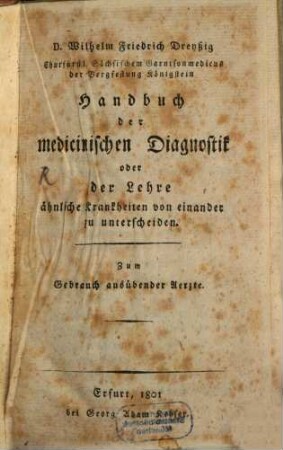 D. Wilhelm Friedrich Dreyßig
Churfürstl. Sächsischem Garnisonmedicus
der Bergfestung Königstein
Handbuch
der
medicinischen Diagnostik
oder
der Lehre
ähnliche Krankheiten von einander
zu unterscheiden.
Zum
Gebrauch ausübender Aerzte.
Erfurt, 1801
bei Georg Adam Keyser.